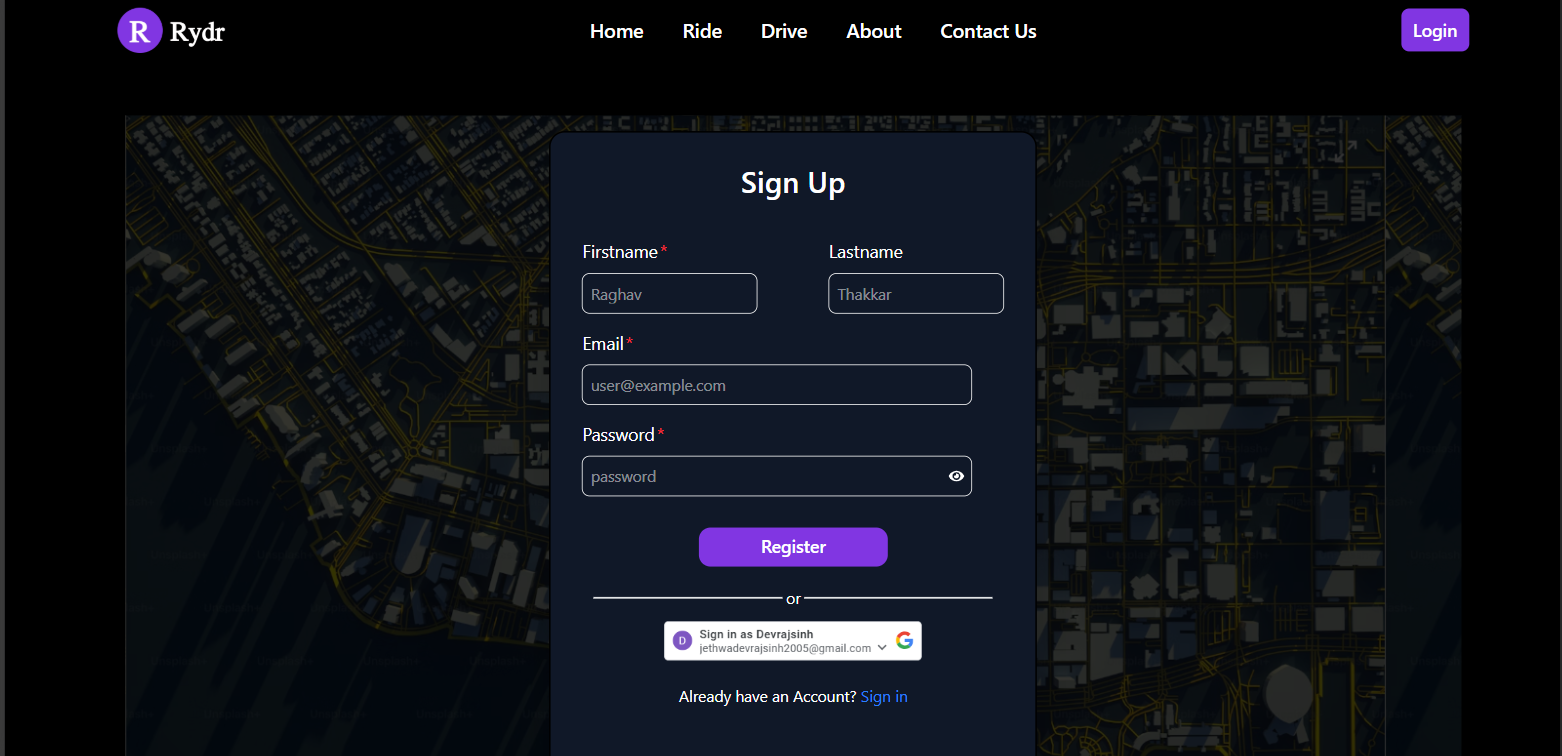 R Rydr
Home Ride Drive About Contact Us
Login
Sign Up
Firstname* Lastname
Raghav Thakkar
Email*
user@example.com
Password*
password
Register
or
D Sign in as Devrajsinh
jethwadevrajsinh2005@gmail.com
Already have an Account? Sign in